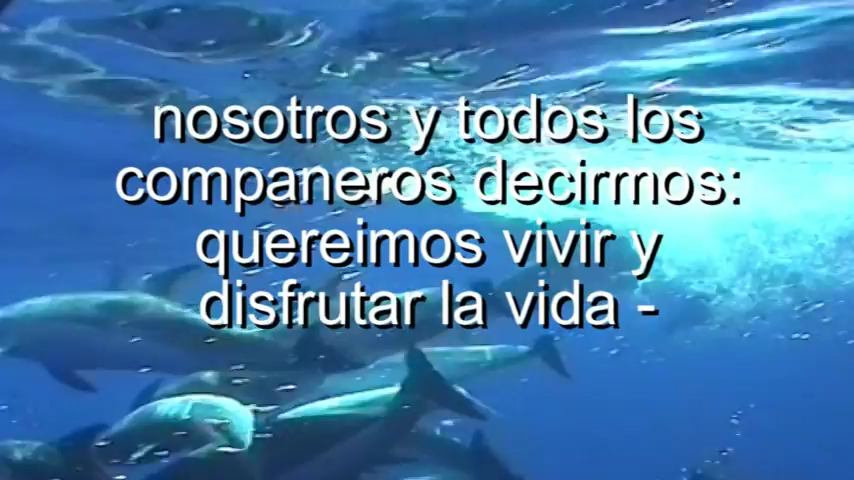 nosotros y todos los
companeros decirmos:
quereimos vivir y
disfrutar la vida -